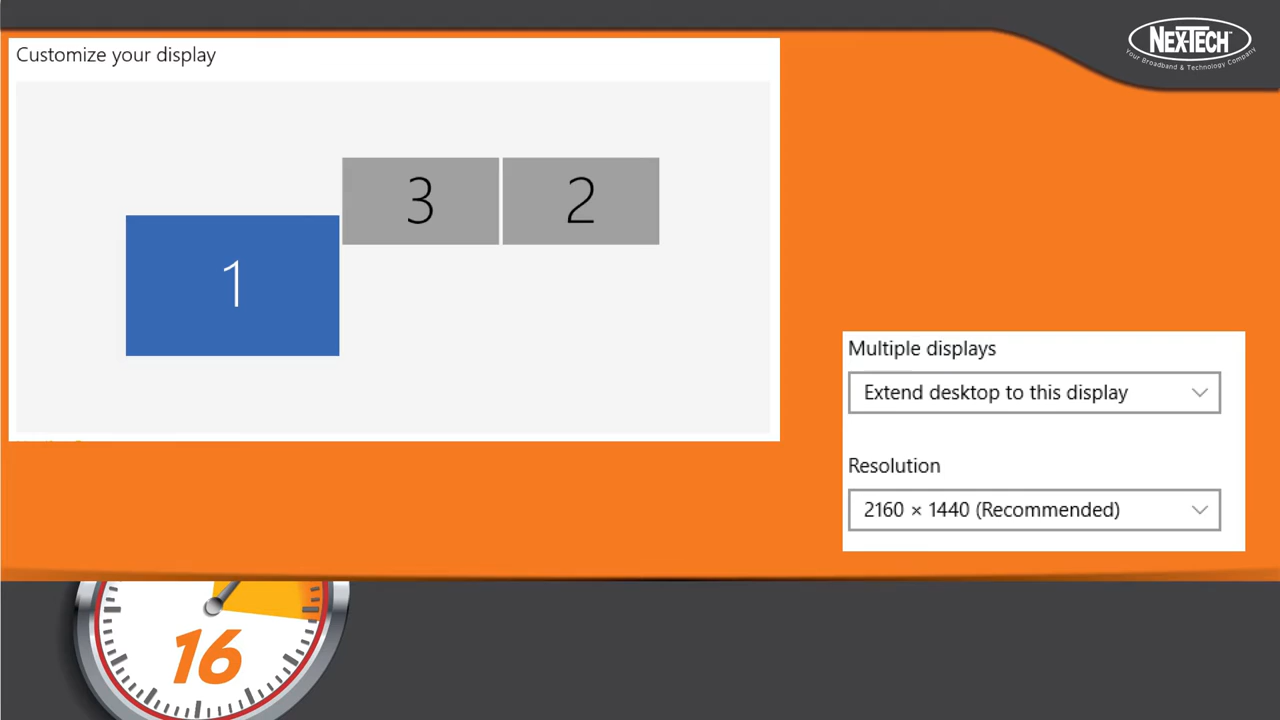 Customize your display
NEX-TECH
Your Broadband & Technology Company
3
2
1
Multiple displays
Extend desktop to this display
Resolution
2160 × 1440 (Recommended)
16